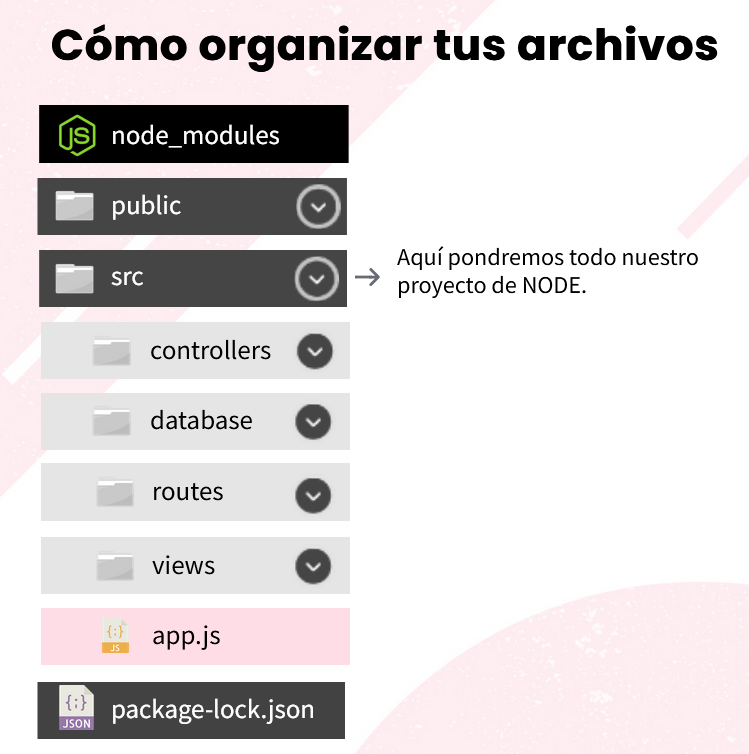 Cómo organizar tus archivos
JS
node_modules
public
src
Aquí pondremos todo nuestro
proyecto de NODE.
controllers
database
routes
views
{;}
JS
app.js
{;}
JSON
package-lock.json